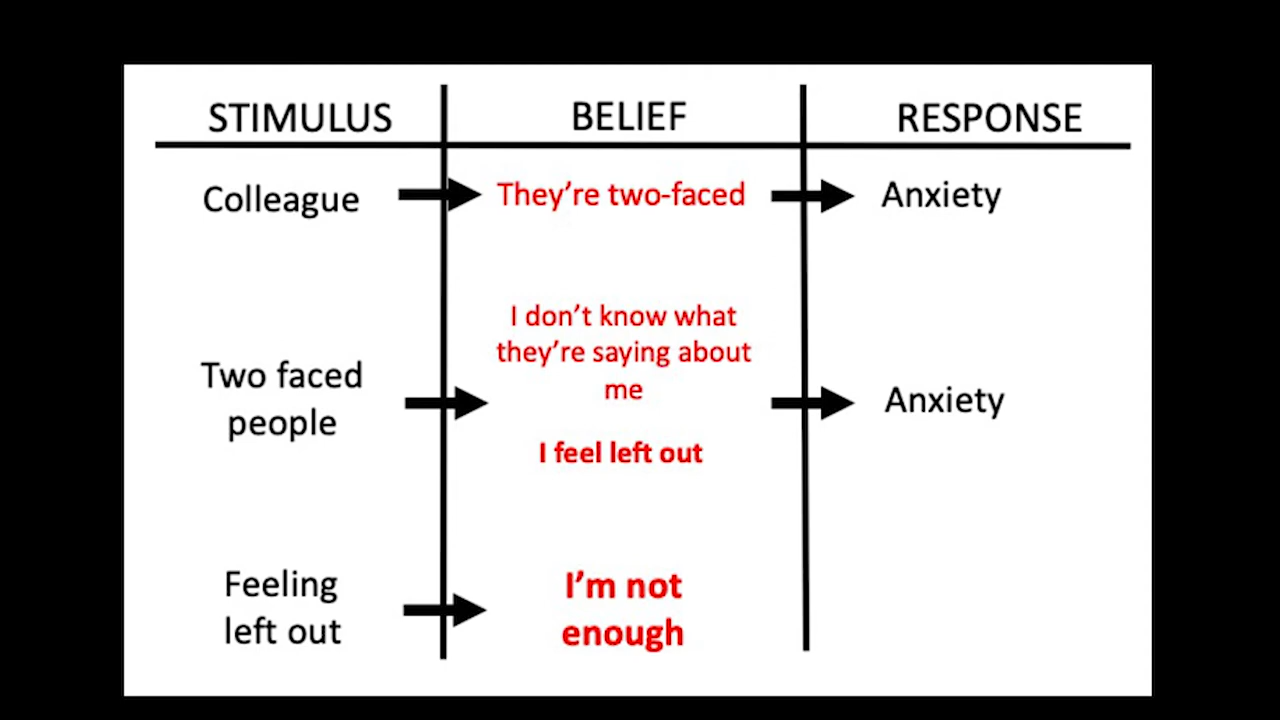 STIMULUS BELIEF RESPONSE
Colleague They’re two-faced Anxiety
I don’t know what
they’re saying about
me
Two faced
people
Anxiety
I feel left out
Feeling
left out
I’m not
enough